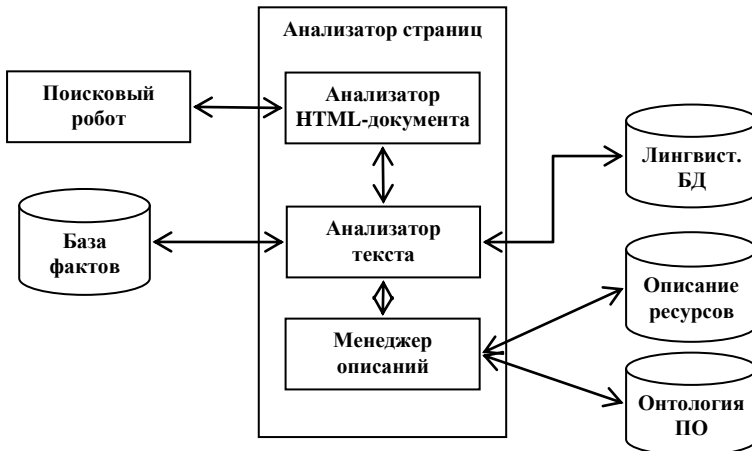 Анализатор страниц
Поисковый
робот
Анализатор
HTML-документа
Лингвист.
БД
База
фактов
Анализатор
текста
Описание
ресурсов
Менеджер
описаний
Онтология
ПО